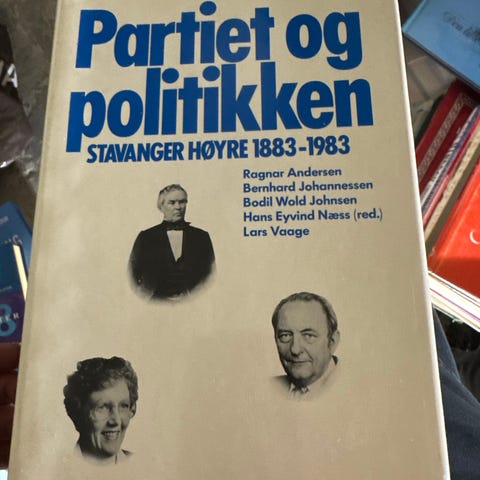 Partiet og
politikken
STAVANGER HØYRE 1883-1983
Ragnar Andersen
Bernhard Johannessen
Bodil Wold Johnsen
Hans Eyvind Næss (red.)
Lars Vaage